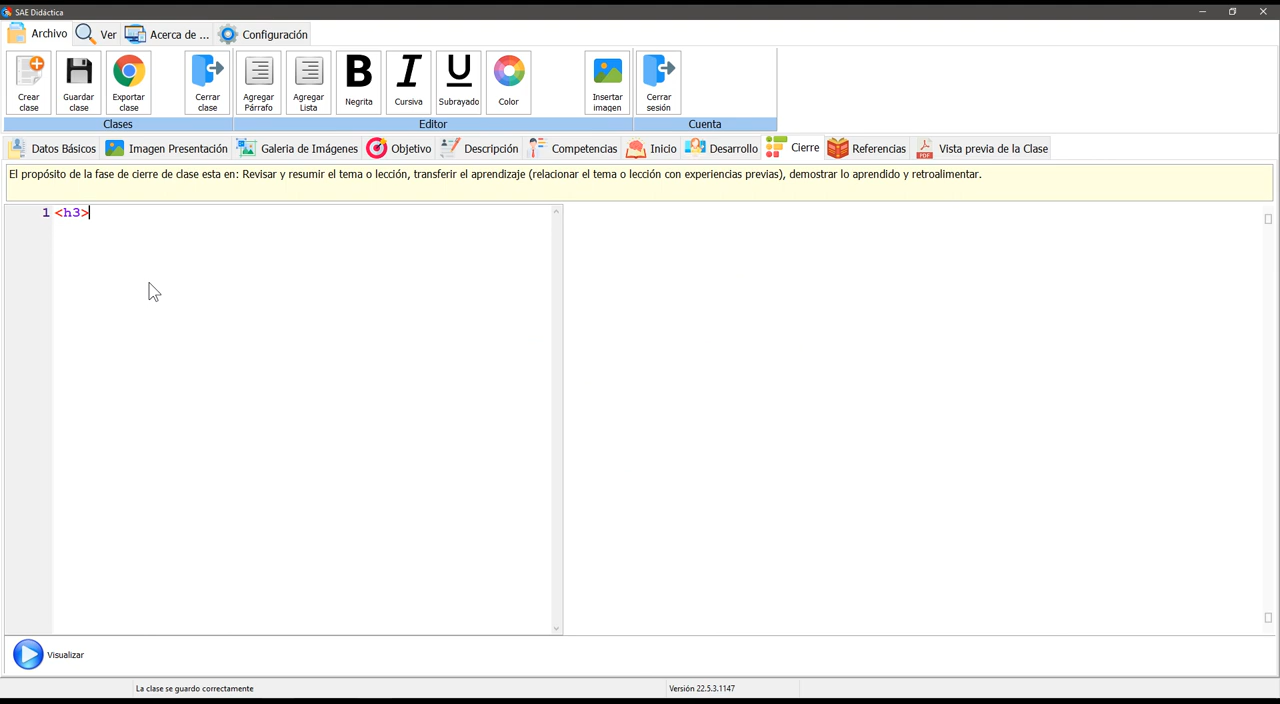 SAE Didáctica
Archivo Ver Acerca de ... Configuración
Crear clase
Guardar clase
Exportar clase
Cerrar clase
Agregar Párrafo
Agregar Lista
B Negrita
I Cursiva
U Subrayado
Color
Insertar imagen
Cerrar sesión
Clases Editor Cuenta
Datos Básicos Imagen Presentación Galeria de Imágenes Objetivo Descripción Competencias Inicio Desarrollo Cierre Referencias PDF Vista previa de la Clase
El propósito de la fase de cierre de clase esta en: Revisar y resumir el tema o lección, transferir el aprendizaje (relacionar el tema o lección con experiencias previas), demostrar lo aprendido y retroalimentar.
1 <h3>
Visualizar
La clase se guardo correctamente Versión 22.5.3.1147